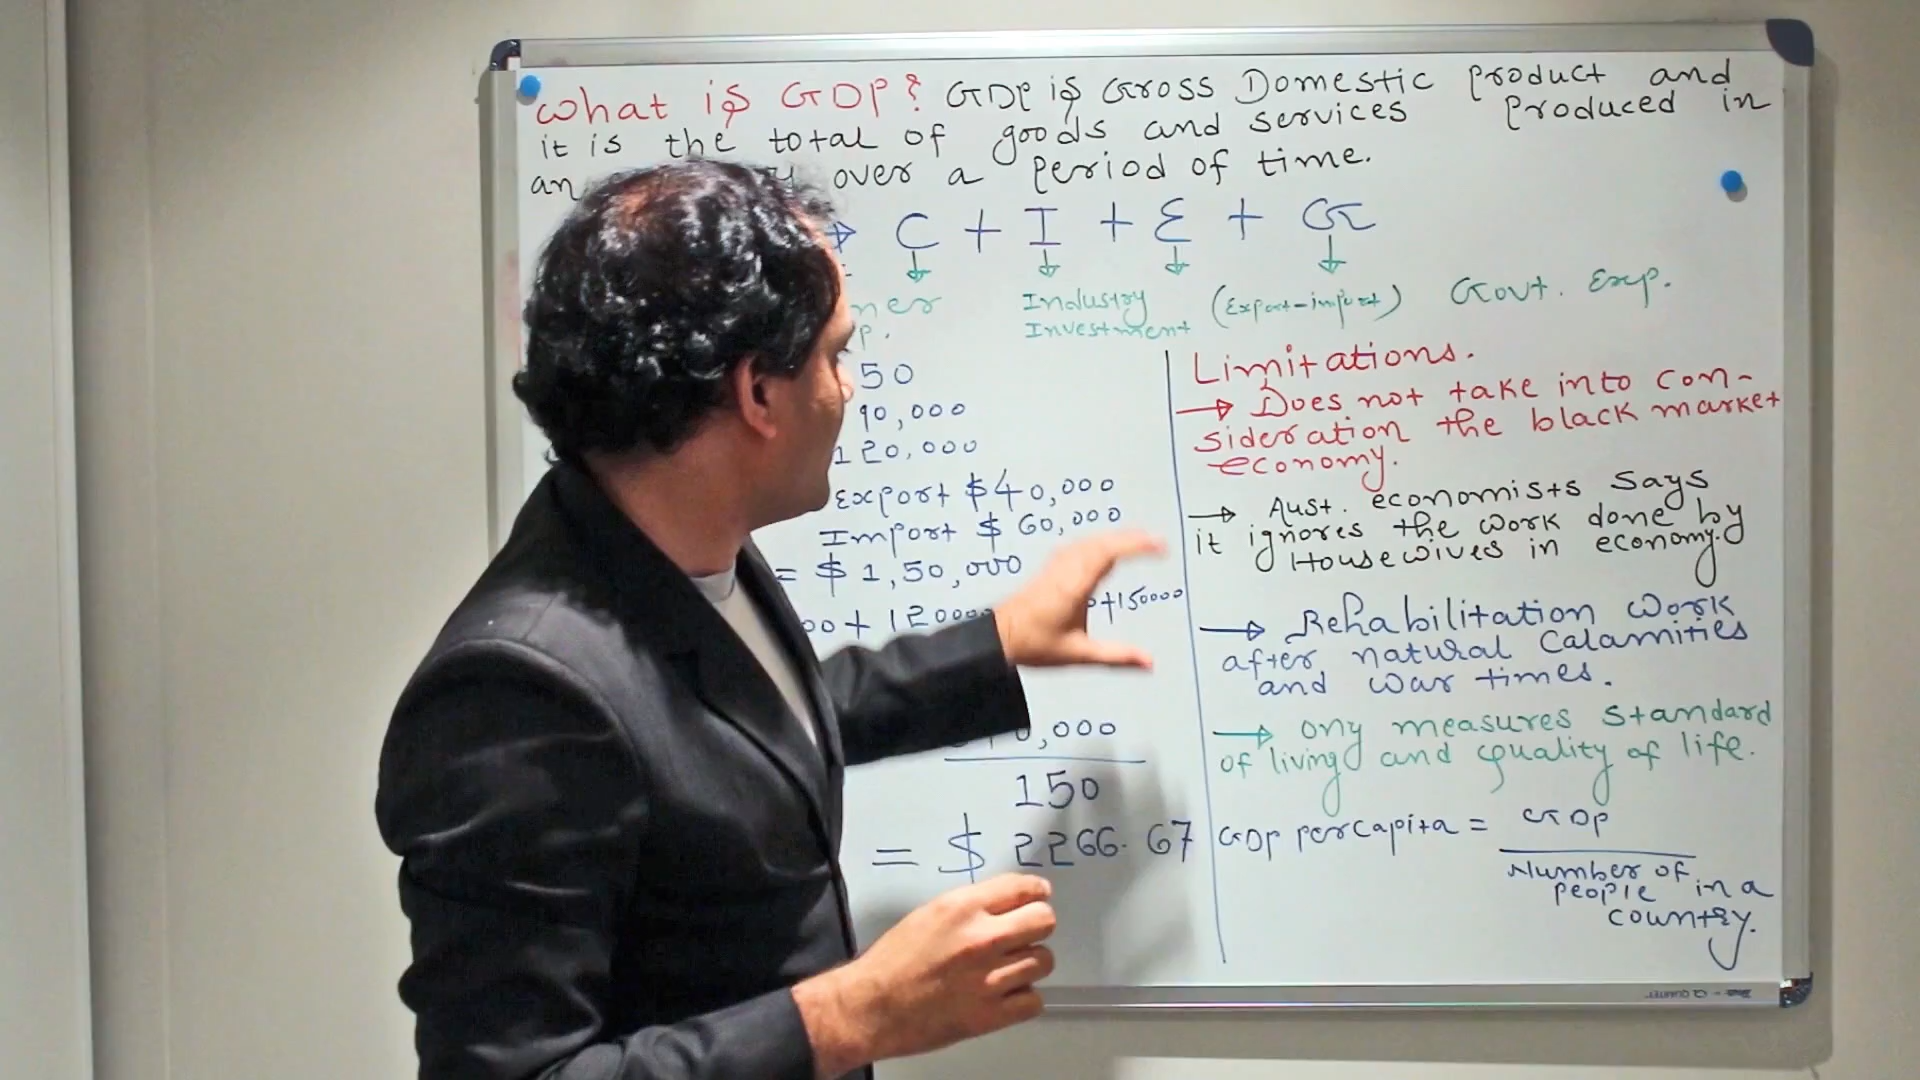 What is GDP? GDP is Gross Domestic Product and
it is the total of goods and services Produced in
an over a Period of time.
C + I + E + G
Industry Investment
(Export-import)
Govt. Exp.
50
90,000
120,000
Export $40,000
Import $ 60,000
= $ 1,50,000
00+ 120000 +150000
0,000
150
= $ 2266.67
Limitations.
→ Does not take into con-
sideration the black market
economy.
→ Aust. economists says
it ignores the work done by
Housewives in economy.
→ Rehabilitation work
after natural Calamities
and war times.
→ ony measures standard
of living and quality of life.
GDP percapita = GDP
Number of
people in a
country.